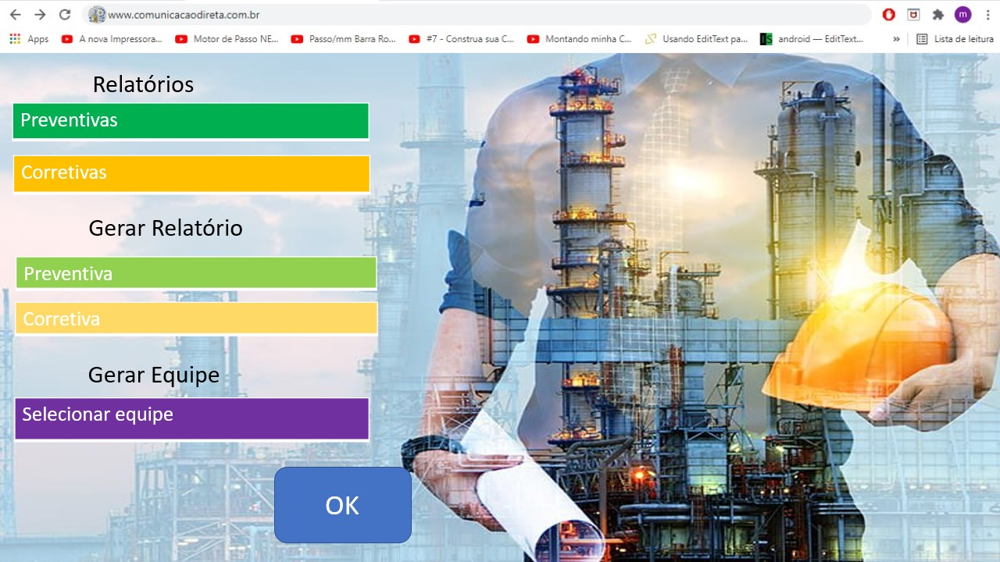 www.comunicacaodireta.com.br
m
Apps A nova Impressora... Motor de Passo NE... Passo/mm Barra Ro... #7 - Construa sua C... Montando minha C... Usando EditText pa... android — EditText... » Lista de leitura
Relatórios
Preventivas
Corretivas
Gerar Relatório
Preventiva
Corretiva
Gerar Equipe
Selecionar equipe
OK